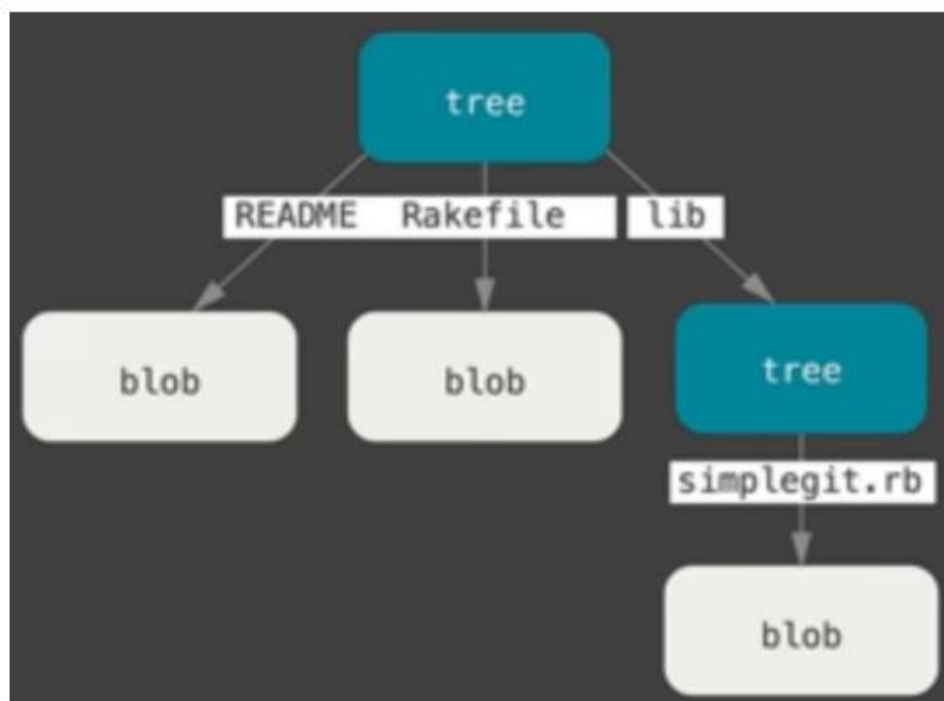 tree
README Rakefile lib
blob blob tree
simplegit.rb
blob